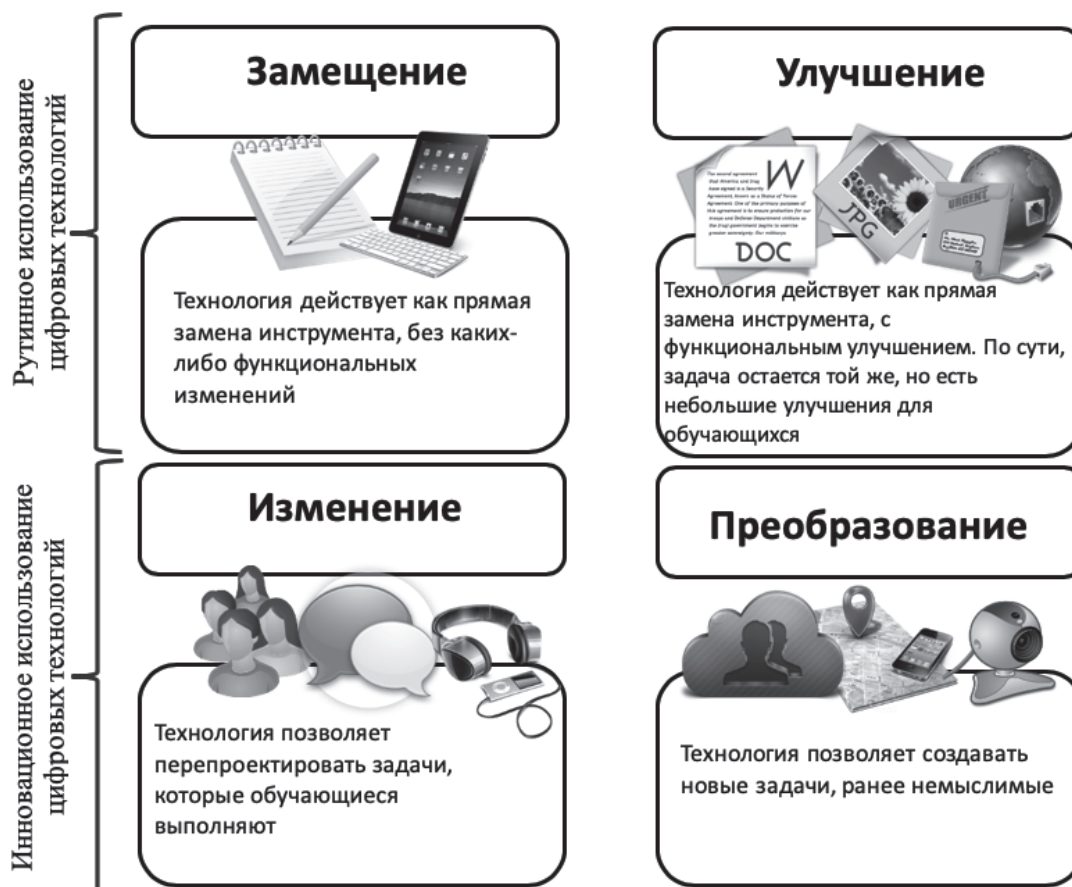 Рутинное использование
цифровых технологий
Замещение
Технология действует как прямая
замена инструмента, без каких-
либо функциональных
изменений
Улучшение
W
DOC
JPG
URGENT
Технология действует как прямая
замена инструмента, с
функциональным улучшением. По сути,
задача остается той же, но есть
небольшие улучшения для
обучающихся
Инновационное использование
цифровых технологий
Изменение
Технология позволяет
перепроектировать задачи,
которые обучающиеся
выполняют
Преобразование
Технология позволяет создавать
новые задачи, ранее немыслимые